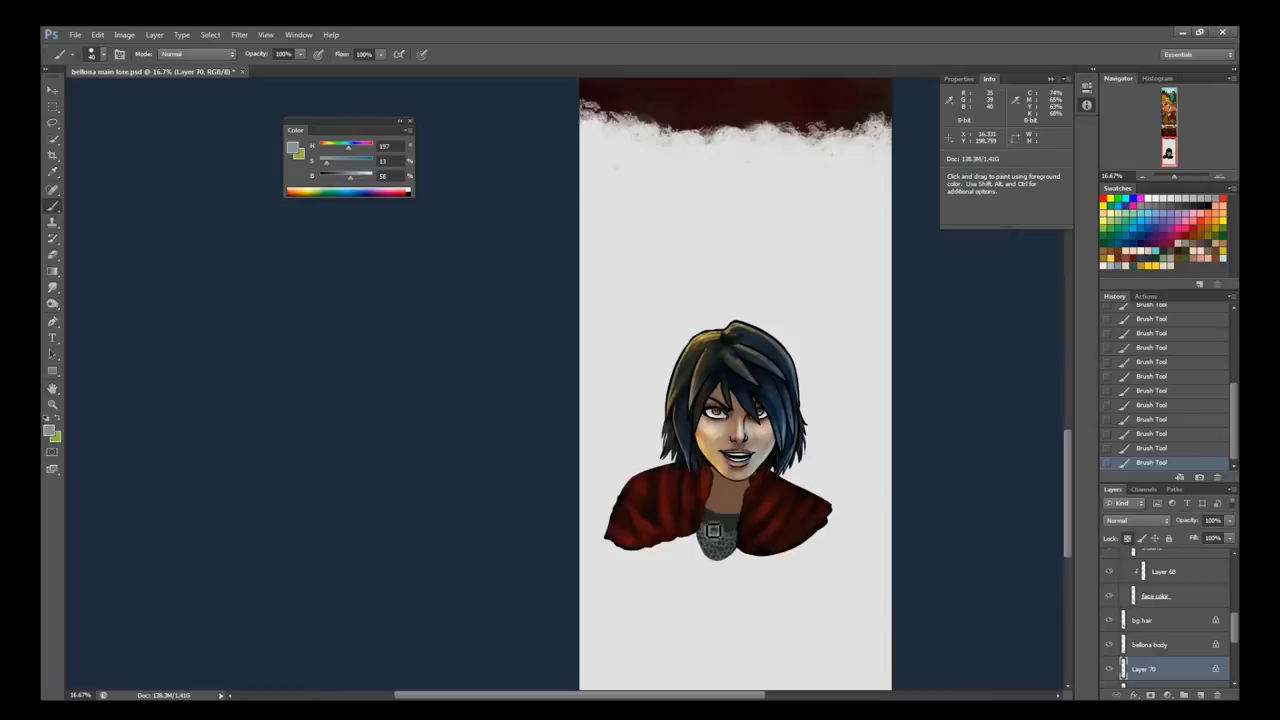 Ps File Edit Image Layer Type Select Filter View Window Help
40 Mode: Normal Opacity: 100% Flow: 100% Essentials
bellona main lore.psd @ 16.7% (Layer 70, RGB/8) * ×
Properties Info
R : 35 C : 74%
G : 39 M : 65%
B : 40 Y : 63%
K : 68%
8-bit 8-bit
X : 16.331 W :
Y : 198.759 H :
Doc: 138.3M/1.41G
Click and drag to paint using foreground
color. Use Shift, Alt, and Ctrl for
additional options.
Color
H 197 °
S 13 %
B 58 %
Navigator Histogram
16.67%
Swatches
History Actions
Brush Tool
Brush Tool
Brush Tool
Brush Tool
Brush Tool
Brush Tool
Brush Tool
Brush Tool
Brush Tool
Brush Tool
Brush Tool
Brush Tool
Layers Channels Paths
Kind
Normal Opacity: 100%
Lock: Fill: 100%
Layer 68
face color
bg hair
bellona body
Layer 70
16.67% Doc: 138.3M/1.41G